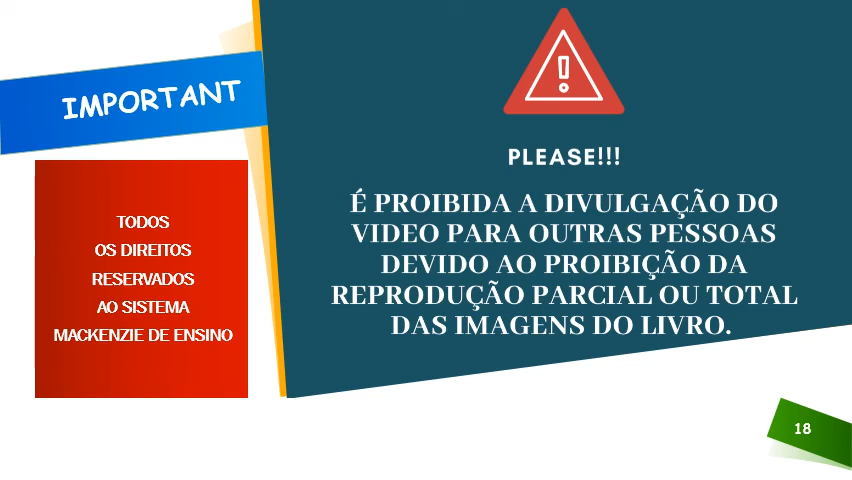 IMPORTANT
TODOS
OS DIREITOS
RESERVADOS
AO SISTEMA
MACKENZIE DE ENSINO
PLEASE!!!
É PROIBIDA A DIVULGAÇÃO DO
VIDEO PARA OUTRAS PESSOAS
DEVIDO AO PROIBIÇÃO DA
REPRODUÇÃO PARCIAL OU TOTAL
DAS IMAGENS DO LIVRO.
18